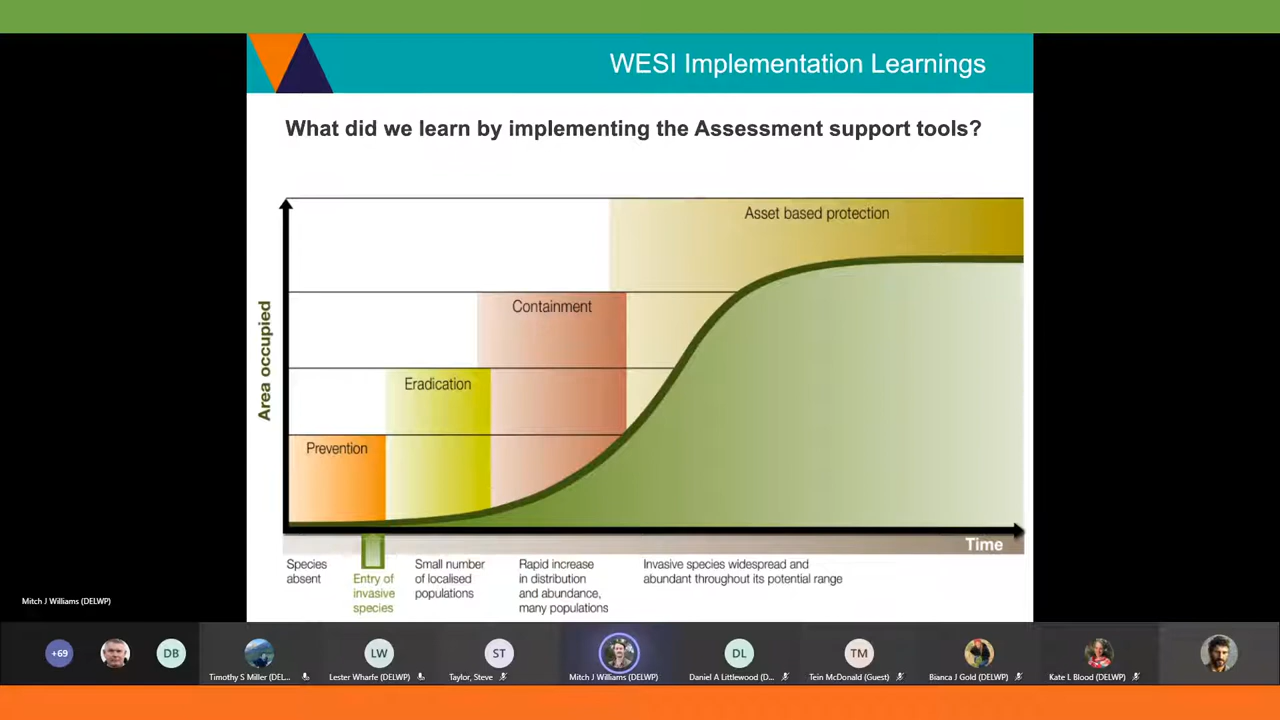 WESI Implementation Learnings
What did we learn by implementing the Assessment support tools?
Asset based protection
Containment
Eradication
Prevention
Area occupied
Time
Species
absent
Entry of
invasive
species
Small number
of localised
populations
Rapid increase
in distribution
and abundance,
many populations
Invasive species widespread and
abundant throughout its potential range
Mitch J Williams (DELWP)
+69
DB
LW
ST
DL
TM
Timothy S Miller (DEL...
Lester Wharfe (DELWP)
Taylor, Steve
Mitch J Williams (DELWP)
Daniel A Littlewood (D...
Tein McDonald (Guest)
Bianca J Gold (DELWP)
Kate L Blood (DELWP)